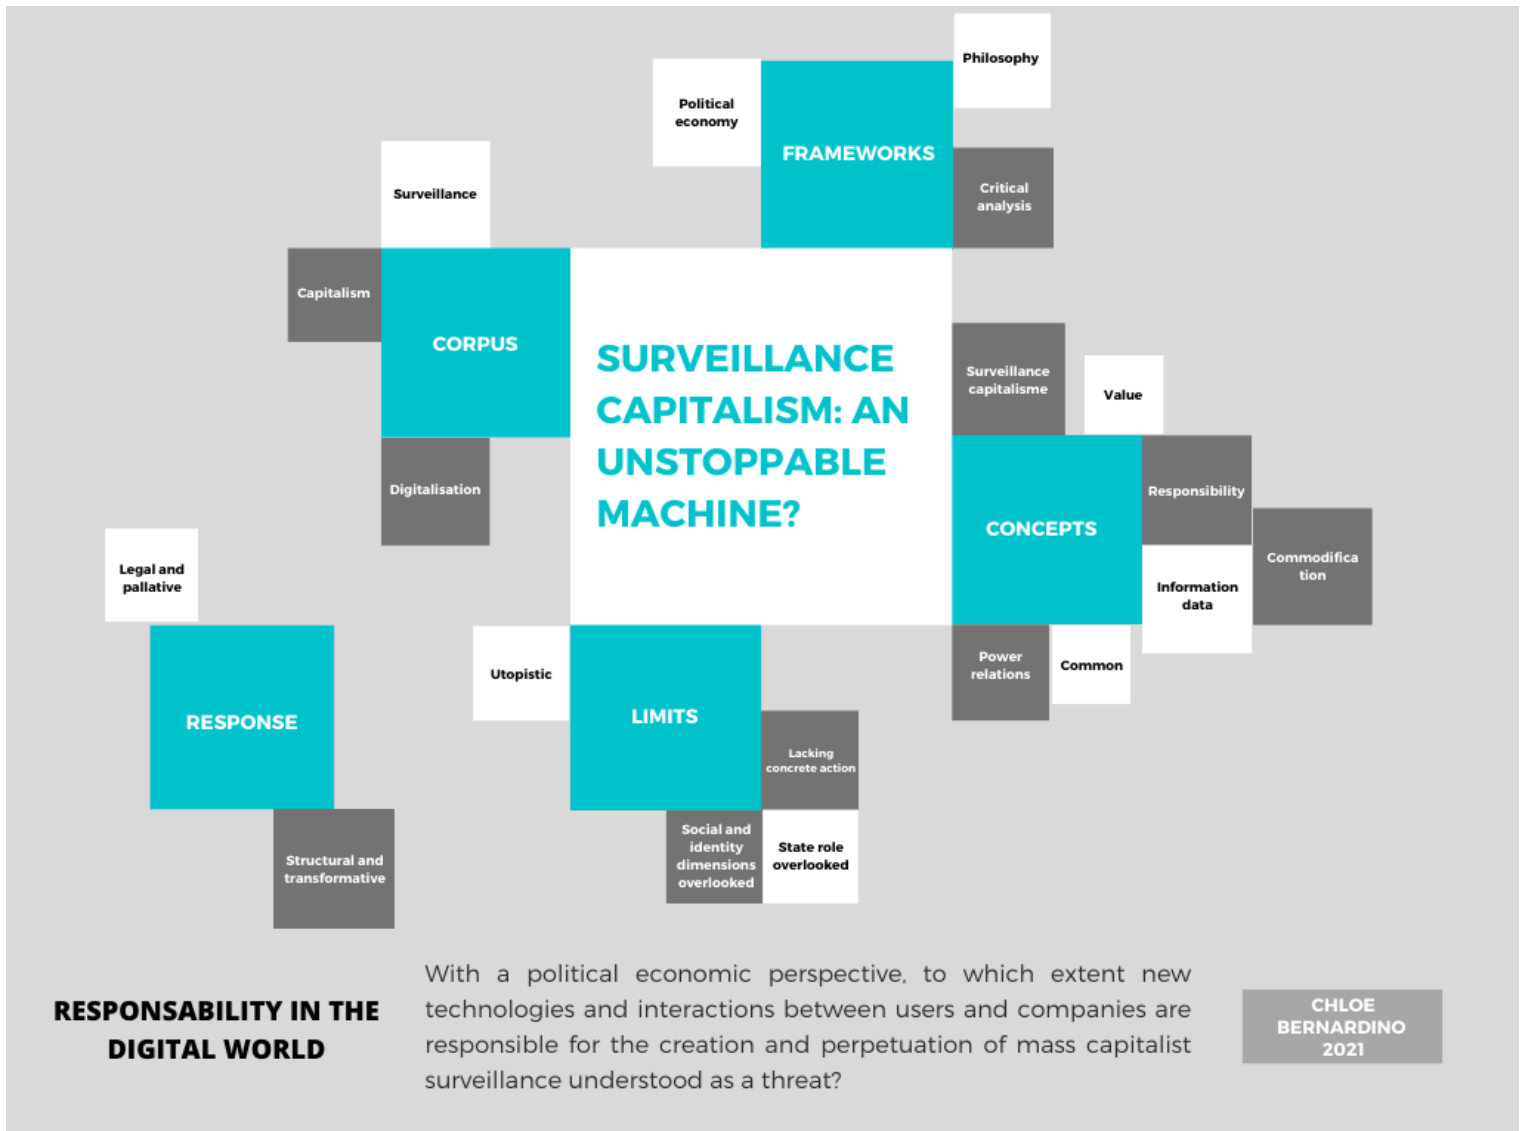 Philosophy
Political
economy
FRAMEWORKS
Critical
analysis
Surveillance
Capitalism
CORPUS
Digitalisation
SURVEILLANCE
CAPITALISM: AN
UNSTOPPABLE
MACHINE?
Surveillance
capitalisme
Value
CONCEPTS
Responsibility
Commodifica
tion
Information
data
Power
relations
Common
Legal and
pallative
RESPONSE
Structural and
transformative
Utopistic
LIMITS
Lacking
concrete action
Social and
identity
dimensions
overlooked
State role
overlooked
RESPONSABILITY IN THE
DIGITAL WORLD
With a political economic perspective, to which extent new
technologies and interactions between users and companies are
responsible for the creation and perpetuation of mass capitalist
surveillance understood as a threat?
CHLOE
BERNARDINO
2021